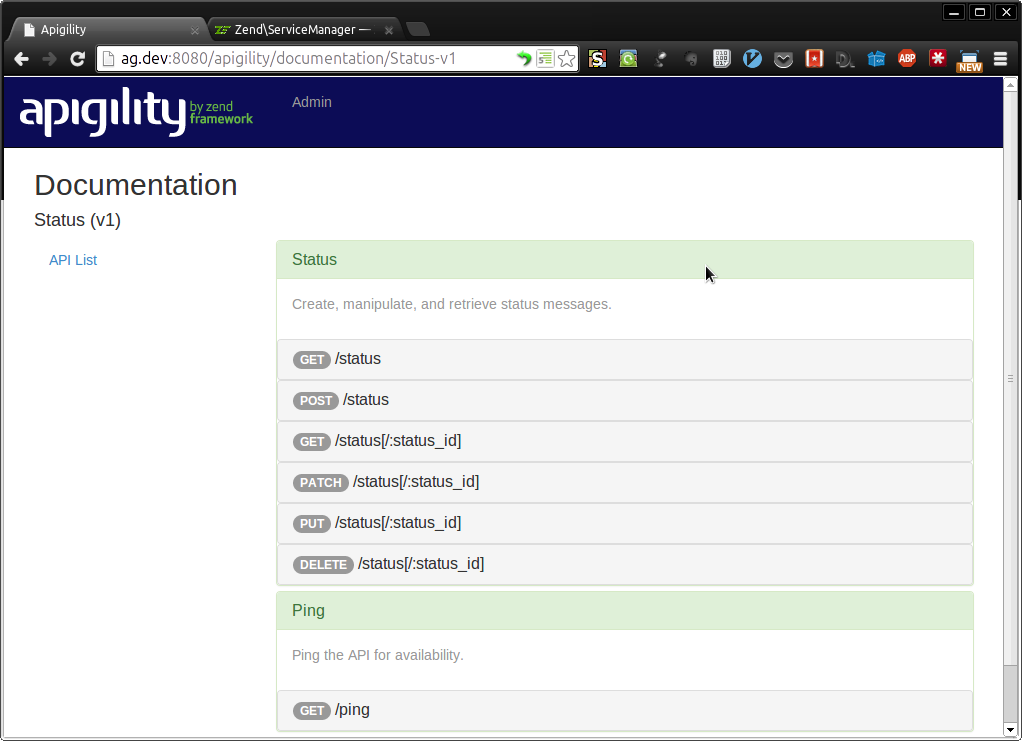 Apigility
Zend\ServiceManager —
ag.dev:8080/apigility/documentation/Status-v1
ABP
NEW
apigility by zend framework
Admin
Documentation
Status (v1)
API List
Status
Create, manipulate, and retrieve status messages.
GET /status
POST /status
GET /status[/:status_id]
PATCH /status[/:status_id]
PUT /status[/:status_id]
DELETE /status[/:status_id]
Ping
Ping the API for availability.
GET /ping